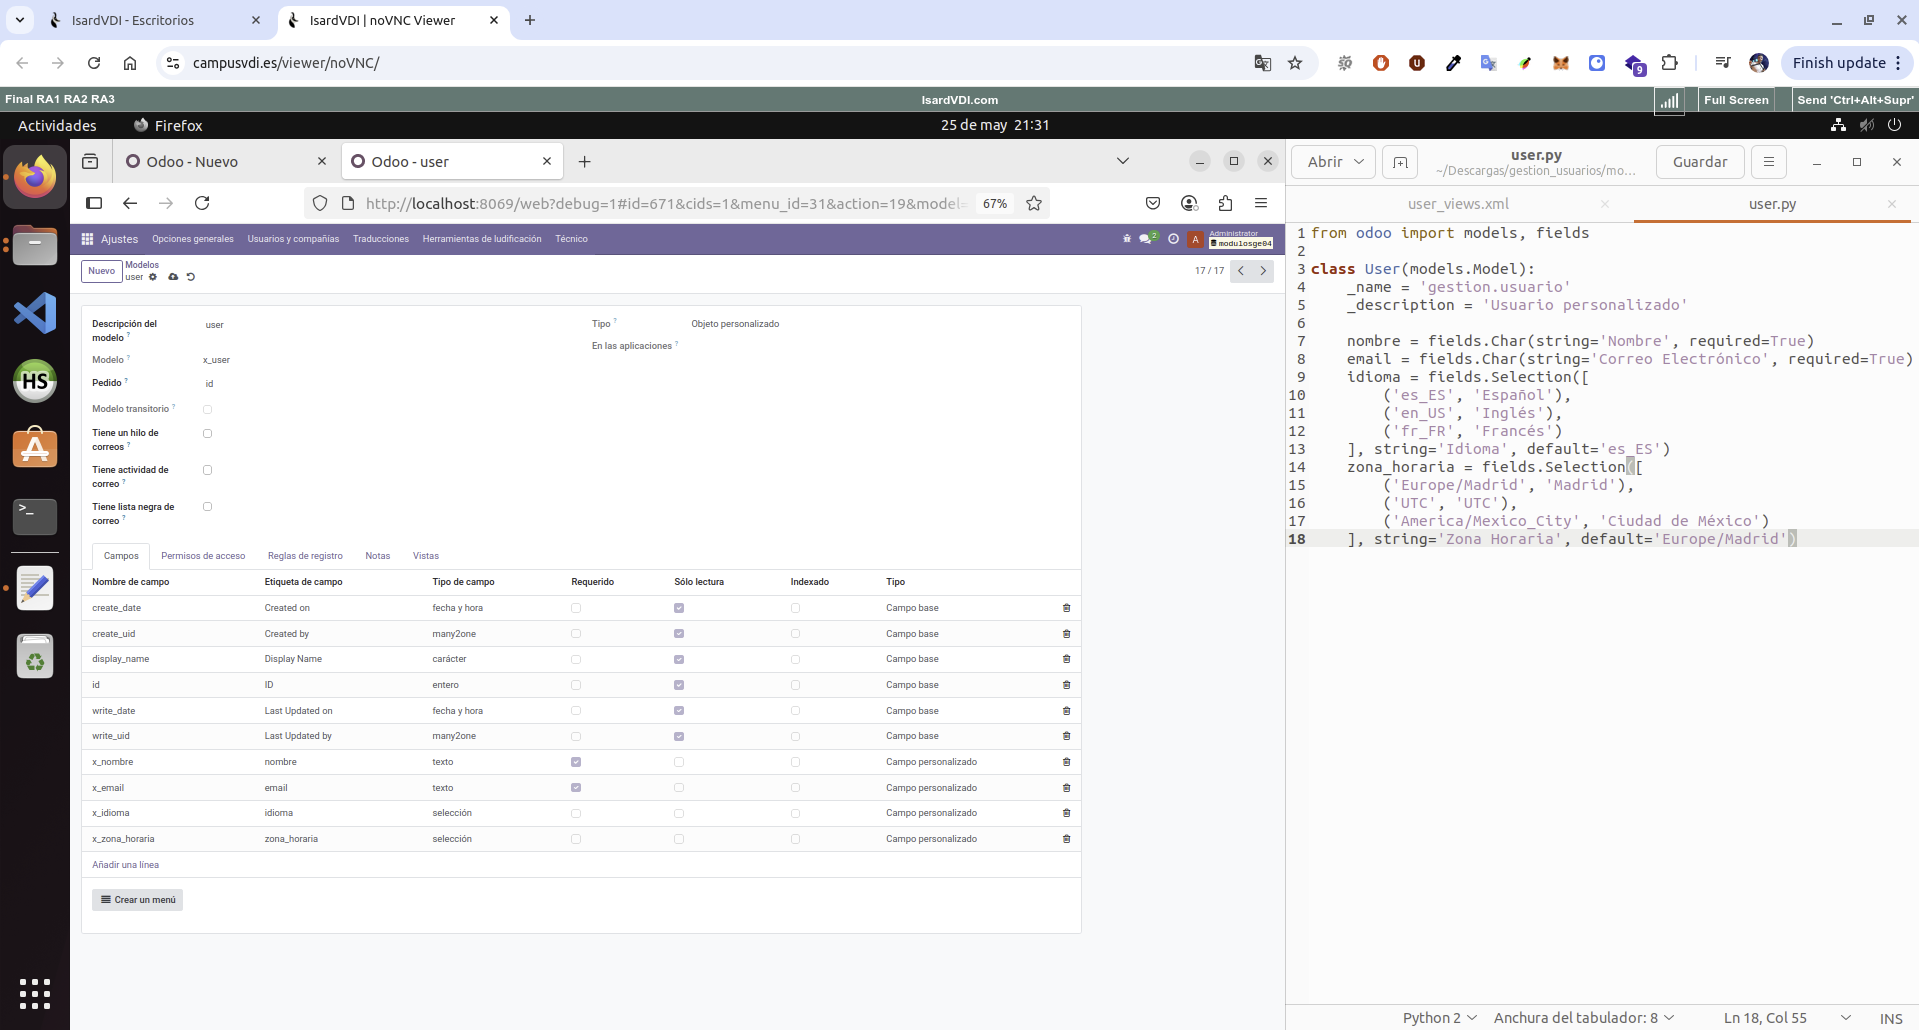 IsardVDI - Escritorios
IsardVDI | noVNC Viewer
campusvdi.es/viewer/noVNC/
9
Finish update
Final RA1 RA2 RA3
IsardVDI.com
Full Screen
Send 'Ctrl+Alt+Supr'
Actividades
Firefox
25 de may 21:31
Odoo - Nuevo
Odoo - user
http://localhost:8069/web?debug=1#id=671&cids=1&menu_id=31&action=19&model=
67%
Ajustes
Opciones generales
Usuarios y compañías
Traducciones
Herramientas de ludificación
Técnico
2
A
Administrator
modulosge04
Nuevo
Modelos
user
17 / 17
Descripción del modelo ?
user
Modelo ?
x_user
Pedido ?
id
Modelo transitorio ?
Tiene un hilo de correos ?
Tiene actividad de correo ?
Tiene lista negra de correo ?
Tipo ?
Objeto personalizado
En las aplicaciones ?
Campos
Permisos de acceso
Reglas de registro
Notas
Vistas
Nombre de campo Etiqueta de campo Tipo de campo Requerido Sólo lectura Indexado Tipo
create_date Created on fecha y hora Campo base
create_uid Created by many2one Campo base
display_name Display Name carácter Campo base
id ID entero Campo base
write_date Last Updated on fecha y hora Campo base
write_uid Last Updated by many2one Campo base
x_nombre nombre texto Campo personalizado
x_email email texto Campo personalizado
x_idioma idioma selección Campo personalizado
x_zona_horaria zona_horaria selección Campo personalizado
Añadir una línea
Crear un menú
HS
>_
Abrir
user.py
~/Descargas/gestion_usuarios/mo...
Guardar
user_views.xml
user.py
1 from odoo import models, fields
2
3 class User(models.Model):
4     _name = 'gestion.usuario'
5     _description = 'Usuario personalizado'
6
7     nombre = fields.Char(string='Nombre', required=True)
8     email = fields.Char(string='Correo Electrónico', required=True)
9     idioma = fields.Selection([
10         ('es_ES', 'Español'),
11         ('en_US', 'Inglés'),
12         ('fr_FR', 'Francés')
13     ], string='Idioma', default='es_ES')
14     zona_horaria = fields.Selection([
15         ('Europe/Madrid', 'Madrid'),
16         ('UTC', 'UTC'),
17         ('America/Mexico_City', 'Ciudad de México')
18     ], string='Zona Horaria', default='Europe/Madrid')
Python 2
Anchura del tabulador: 8
Ln 18, Col 55
INS